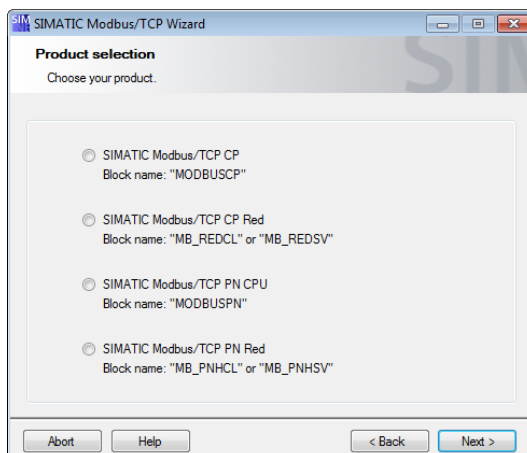 SIM SIMATIC Modbus/TCP Wizard
Product selection
Choose your product.
SIM
SIMATIC Modbus/TCP CP
Block name: "MODBUSCP"
SIMATIC Modbus/TCP CP Red
Block name: "MB_REDCL" or "MB_REDSV"
SIMATIC Modbus/TCP PN CPU
Block name: "MODBUSPN"
SIMATIC Modbus/TCP PN Red
Block name: "MB_PNHCL" or "MB_PNHSV"
Abort Help < Back Next >